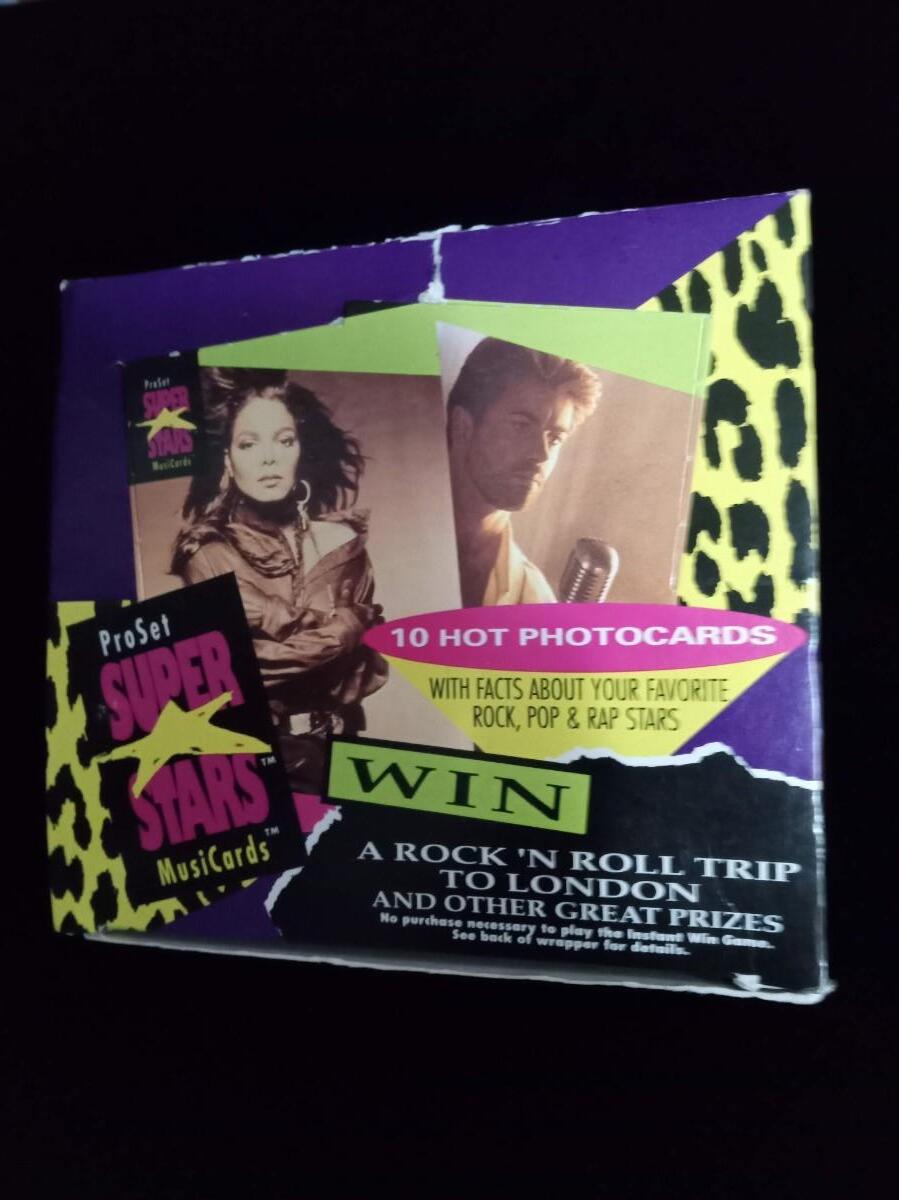 ProSet
SUPER
STARS
MusiCards
10 HOT PHOTOCARDS
WITH FACTS ABOUT YOUR FAVORITE
ROCK, POP & RAP STARS
ProSet
SUPER
STARS™
MusiCards™
WIN
A ROCK 'N ROLL TRIP
TO LONDON
AND OTHER GREAT PRIZES
No purchase necessary to play the Instant Win Game.
See back of wrapper for details.